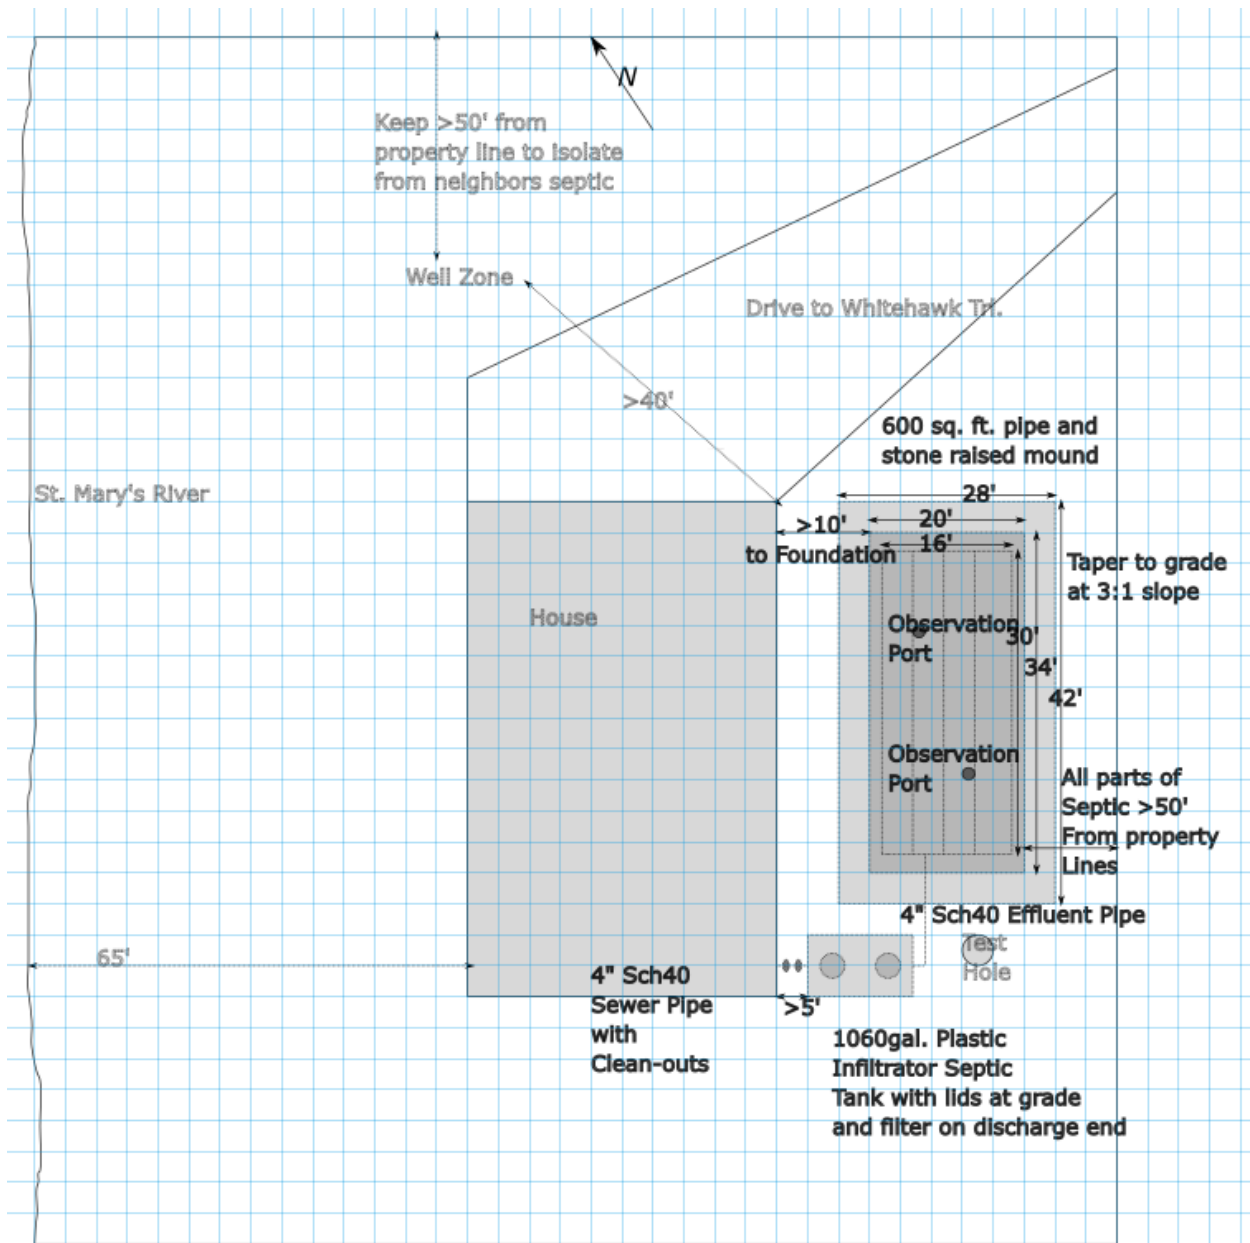 N
Keep >50' from
property line to isolate
from neighbors septic
Well Zone
Drive to Whitehawk Trl.
>40'
600 sq. ft. pipe and
stone raised mound
St. Mary's River
28'
>10'
to Foundation
20'
16'
Taper to grade
at 3:1 slope
House
Observation
Port
30'
34'
42'
Observation
Port
All parts of
Septic >50'
From property
Lines
4" Sch40 Effluent Pipe
Test
Hole
65'
4" Sch40
Sewer Pipe
with
Clean-outs
>5'
1060gal. Plastic
Infiltrator Septic
Tank with lids at grade
and filter on discharge end